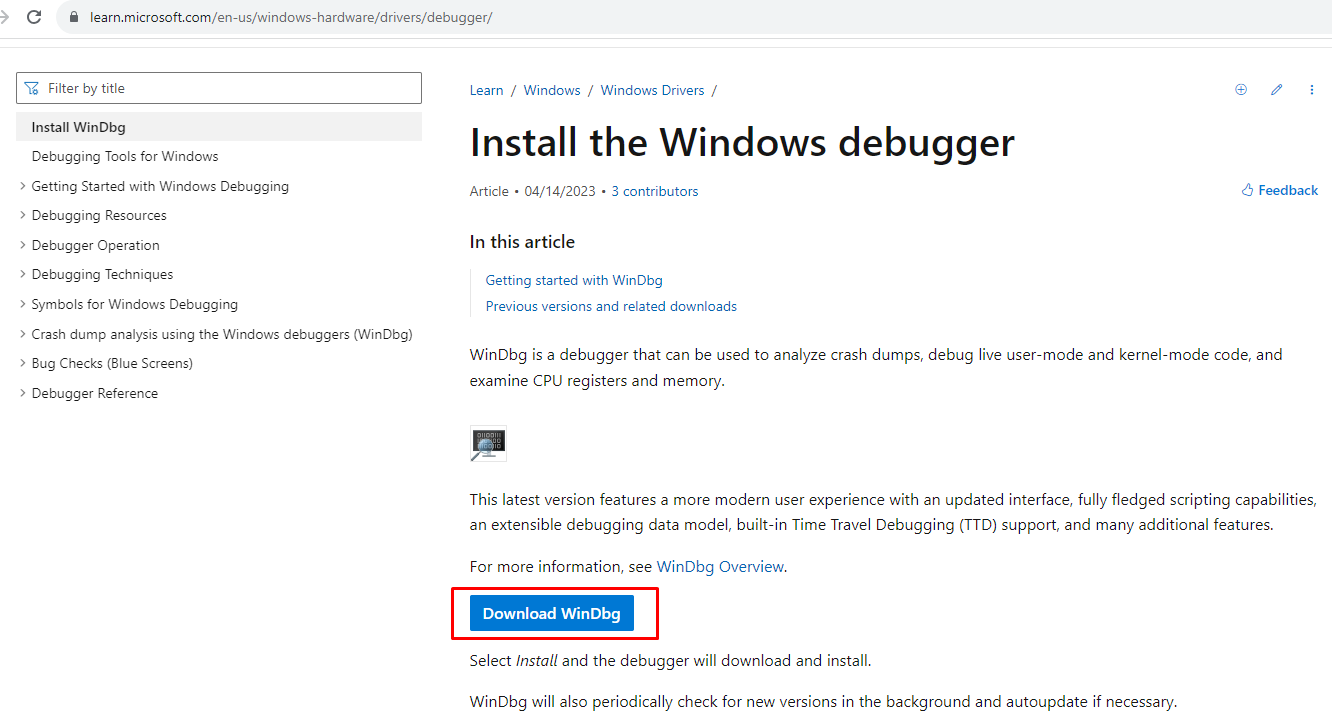 learn.microsoft.com/en-us/windows-hardware/drivers/debugger/
Filter by title
Install WinDbg
Debugging Tools for Windows
Getting Started with Windows Debugging
Debugging Resources
Debugger Operation
Debugging Techniques
Symbols for Windows Debugging
Crash dump analysis using the Windows debuggers (WinDbg)
Bug Checks (Blue Screens)
Debugger Reference
Learn / Windows / Windows Drivers /
Install the Windows debugger
Article • 04/14/2023 • 3 contributors
Feedback
In this article
Getting started with WinDbg
Previous versions and related downloads
WinDbg is a debugger that can be used to analyze crash dumps, debug live user-mode and kernel-mode code, and
examine CPU registers and memory.
This latest version features a more modern user experience with an updated interface, fully fledged scripting capabilities,
an extensible debugging data model, built-in Time Travel Debugging (TTD) support, and many additional features.
For more information, see WinDbg Overview.
Download WinDbg
Select Install and the debugger will download and install.
WinDbg will also periodically check for new versions in the background and autoupdate if necessary.